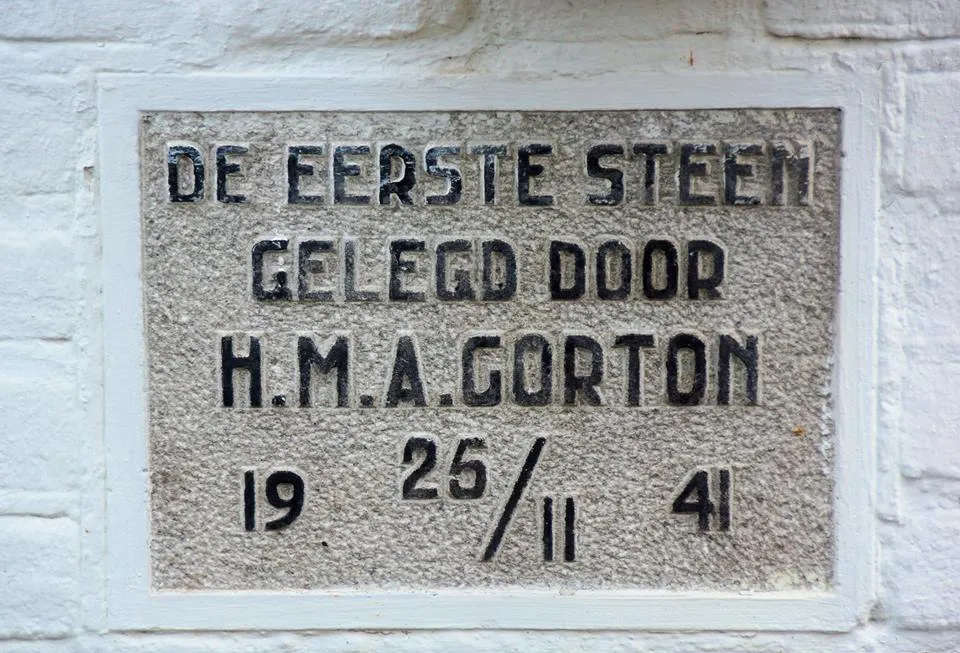 DE EERSTE STEEN
GELEGD DOOR
H.M.A.GORTON
19 25/11 41